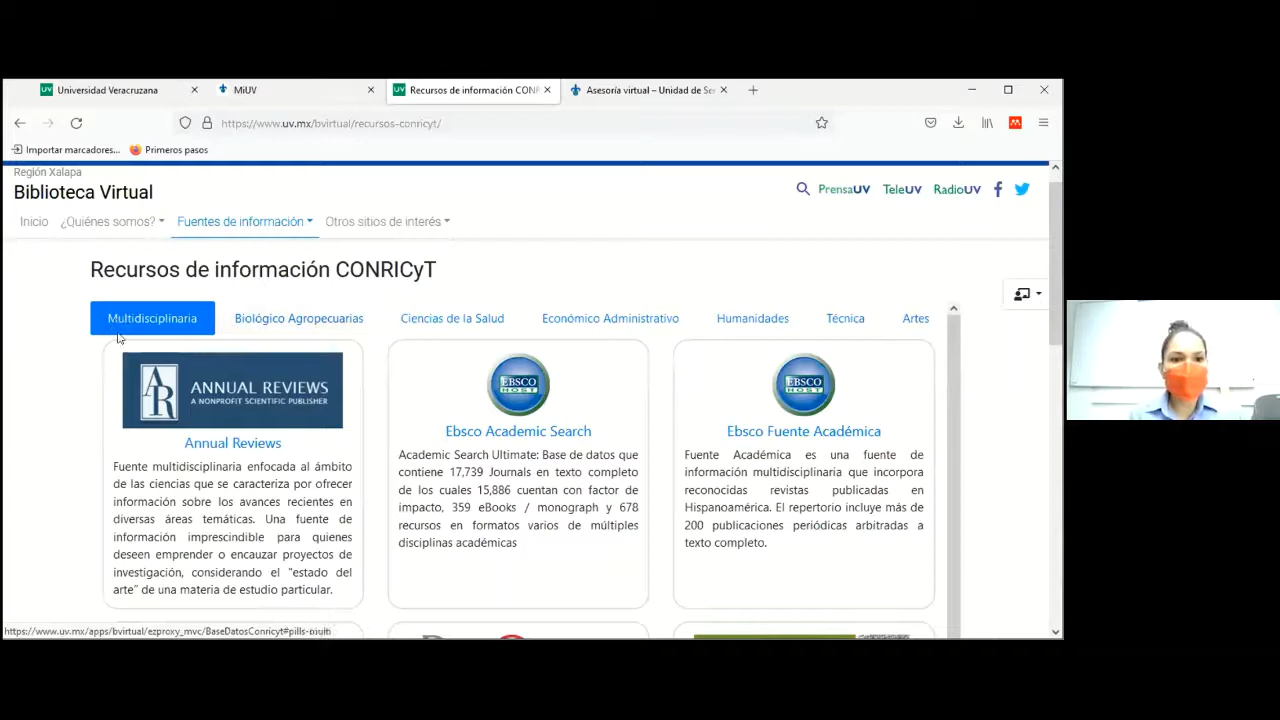 Universidad Veracruzana
MiUV
Recursos de información CONR
Asesoría virtual – Unidad de Ser
https://www.uv.mx/bvirtual/recursos-conricyt/
Importar marcadores...
Primeros pasos
Región Xalapa
Biblioteca Virtual
PrensaUV
TeleUV
RadioUV
Inicio
¿Quiénes somos?
Fuentes de información
Otros sitios de interés
Recursos de información CONRICyT
Multidisciplinaria
Biológico Agropecuarias
Ciencias de la Salud
Económico Administrativo
Humanidades
Técnica
Artes
AR
ANNUAL REVIEWS
A NONPROFIT SCIENTIFIC PUBLISHER
Annual Reviews
Fuente multidisciplinaria enfocada al ámbito
de las ciencias que se caracteriza por ofrecer
información sobre los avances recientes en
diversas áreas temáticas. Una fuente de
información imprescindible para quienes
deseen emprender o encauzar proyectos de
investigación, considerando el "estado del
arte" de una materia de estudio particular.
EBSCO
HOST
Ebsco Academic Search
Academic Search Ultimate: Base de datos que
contiene 17,739 Journals en texto completo
de los cuales 15,886 cuentan con factor de
impacto, 359 eBooks / monograph y 678
recursos en formatos varios de múltiples
disciplinas académicas
EBSCO
HOST
Ebsco Fuente Académica
Fuente Académica es una fuente de
información multidisciplinaria que incorpora
reconocidas revistas publicadas en
Hispanoamérica. El repertorio incluye más de
200 publicaciones periódicas arbitradas a
texto completo.
https://www.uv.mx/apps/bvirtual/ezproxy_mvc/BaseDatosConricyt#pills-multi